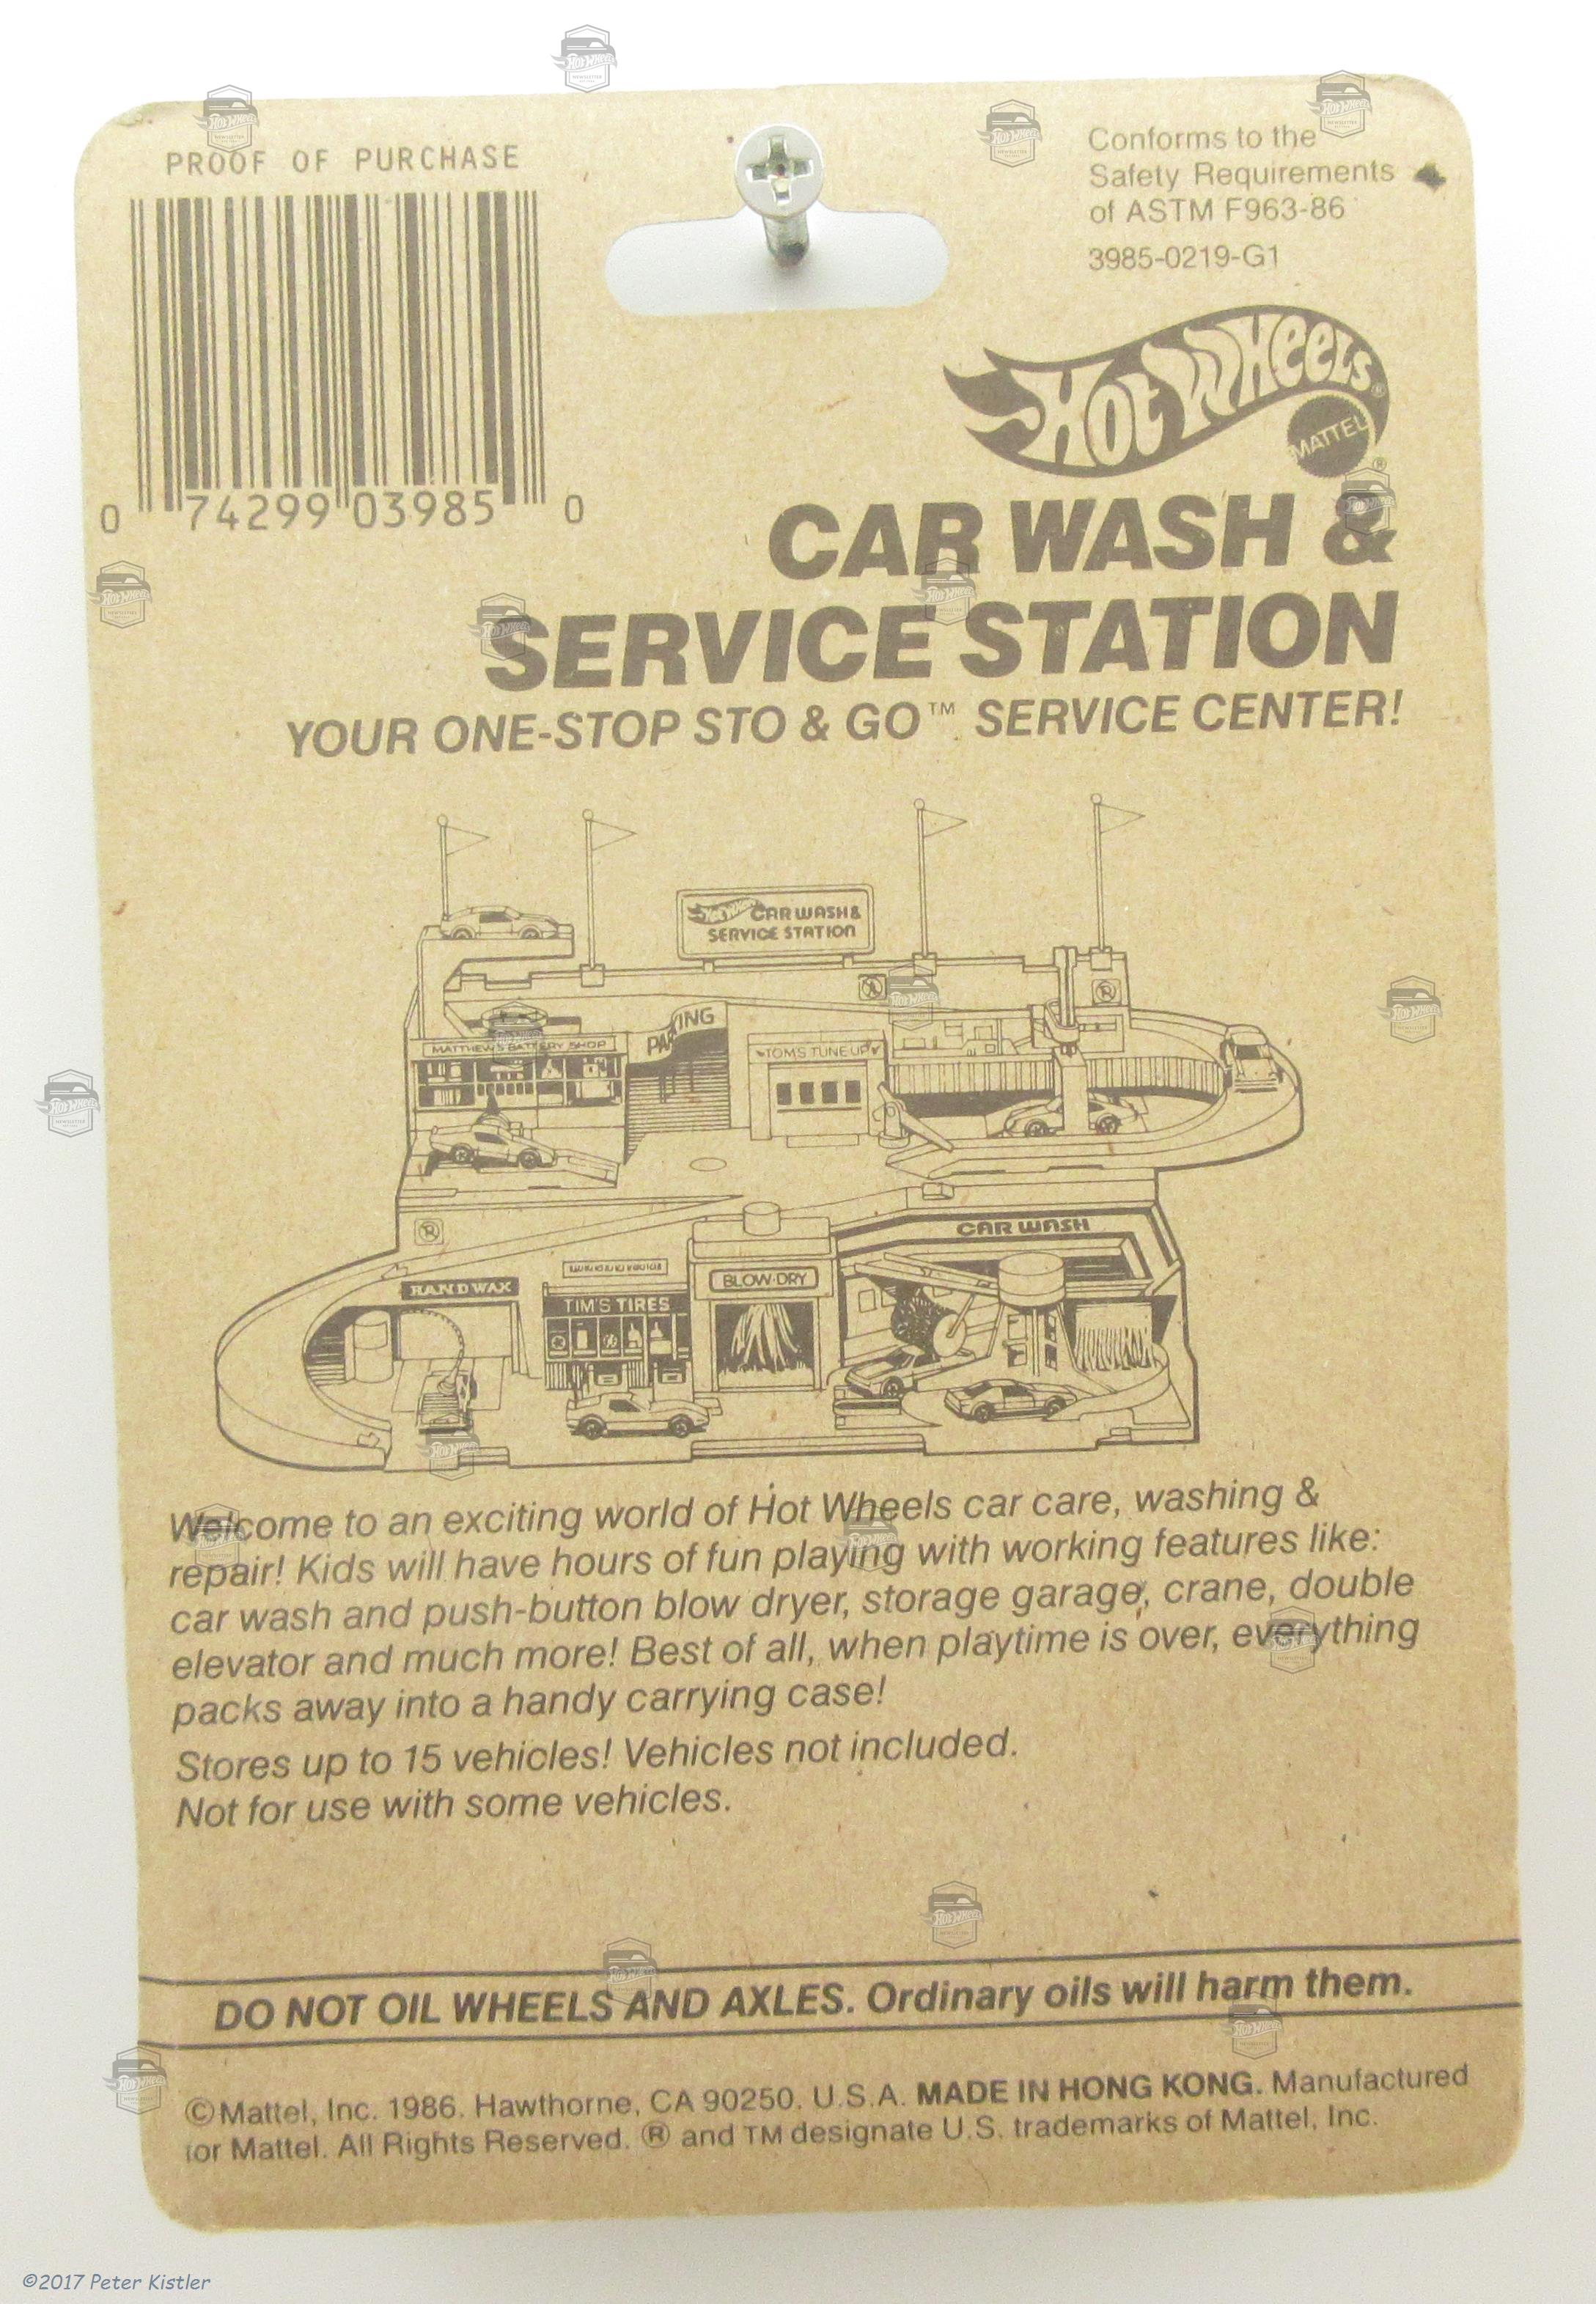 PROOF OF PURCHASE
0 74299 03985 0
Conforms to the
Safety Requirements
of ASTM F963-86
3985-0219-G1
Hot Wheels®
MATTEL®
CAR WASH &
SERVICE STATION
YOUR ONE-STOP STO & GO™ SERVICE CENTER!
Hot Wheels CAR WASH &
SERVICE STATION
MATTHEW'S BATTERY SHOP
PARKING
TOM'S TUNE UP
CAR WASH
HAND WAX
BLOW-DRY
TIM'S TIRES
Welcome to an exciting world of Hot Wheels car care, washing &
repair! Kids will have hours of fun playing with working features like:
car wash and push-button blow dryer, storage garage, crane, double
elevator and much more! Best of all, when playtime is over, everything
packs away into a handy carrying case!
Stores up to 15 vehicles! Vehicles not included.
Not for use with some vehicles.
DO NOT OIL WHEELS AND AXLES. Ordinary oils will harm them.
©Mattel, Inc. 1986. Hawthorne, CA 90250. U.S.A. MADE IN HONG KONG. Manufactured
for Mattel. All Rights Reserved. ® and TM designate U.S. trademarks of Mattel, Inc.
©2017 Peter Kistler